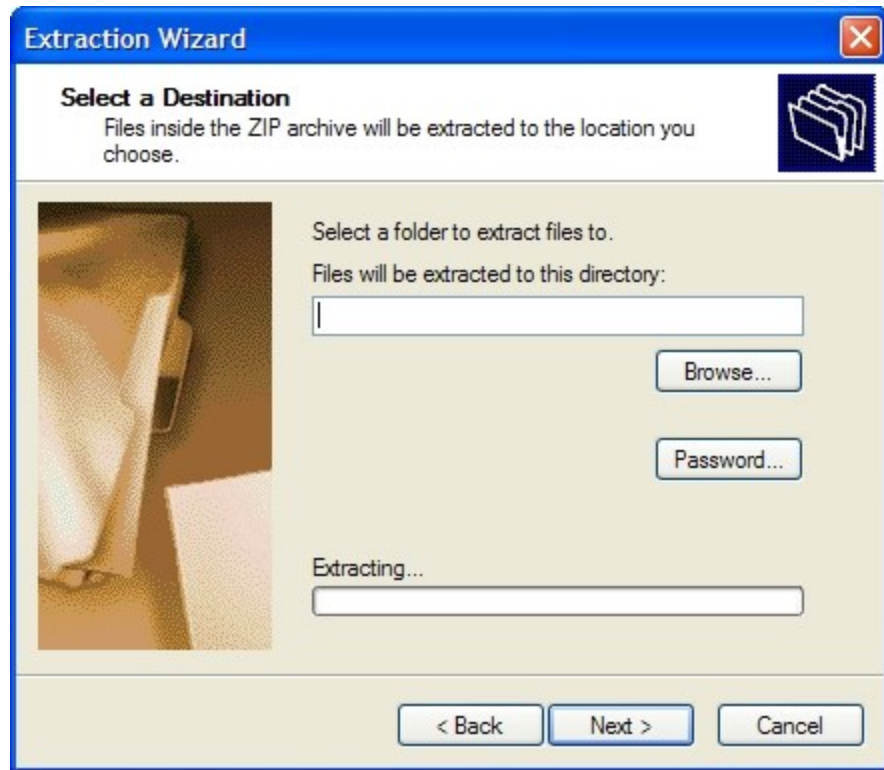 Extraction Wizard
Select a Destination
Files inside the ZIP archive will be extracted to the location you
choose.
Select a folder to extract files to.
Files will be extracted to this directory:
Browse...
Password...
Extracting...
< Back
Next >
Cancel